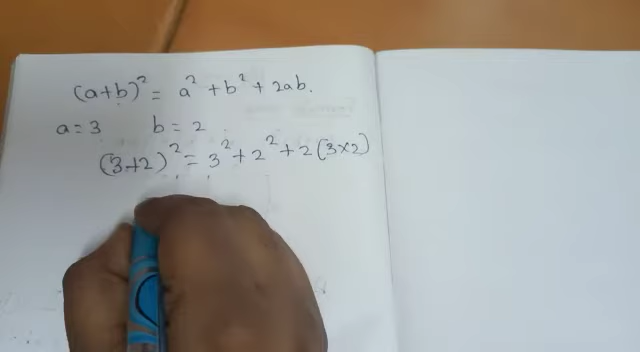 (a+b)² = a² + b² + 2ab.
a = 3 b = 2
(3+2)² = 3² + 2² + 2(3×2)